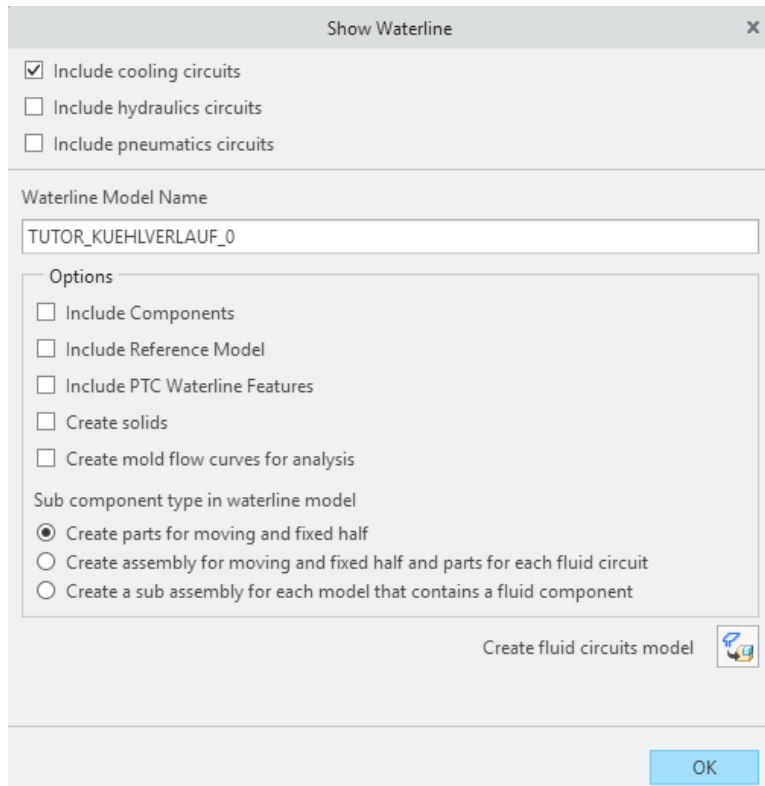 Show Waterline
Include cooling circuits
Include hydraulics circuits
Include pneumatics circuits
Waterline Model Name
TUTOR_KUEHLVERLAUF_0
Options
Include Components
Include Reference Model
Include PTC Waterline Features
Create solids
Create mold flow curves for analysis
Sub component type in waterline model
Create parts for moving and fixed half
Create assembly for moving and fixed half and parts for each fluid circuit
Create a sub assembly for each model that contains a fluid component
Create fluid circuits model
OK